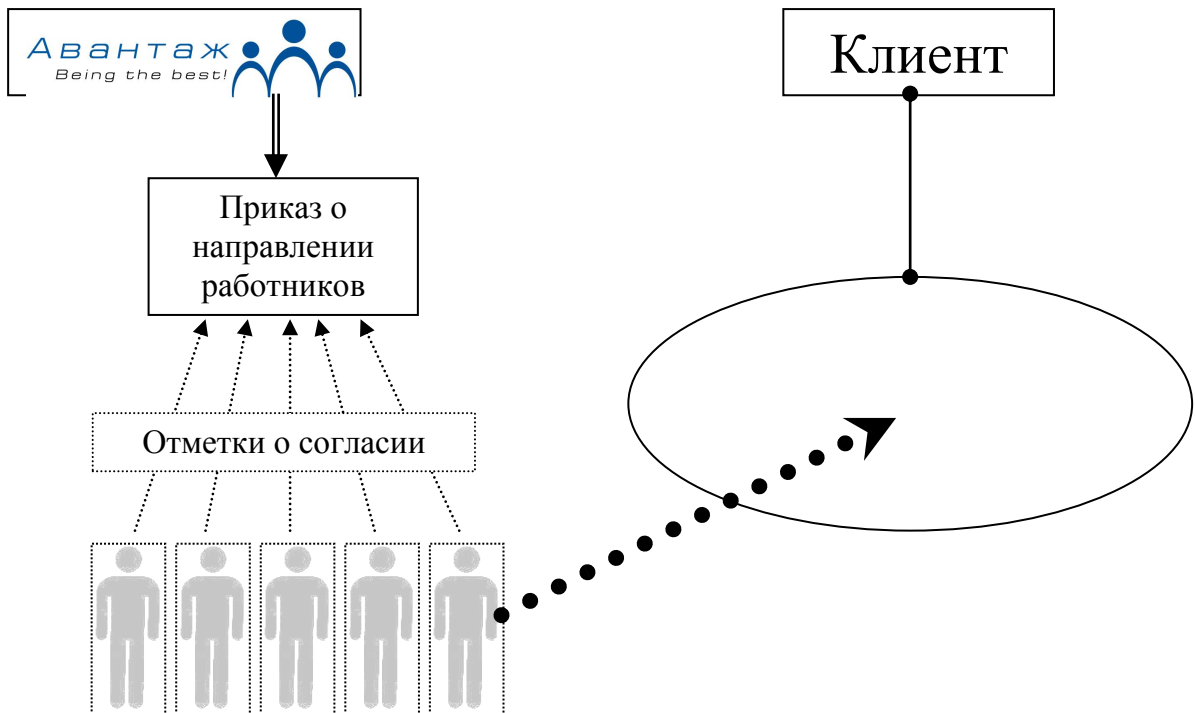 Авантаж
Being the best!
Клиент
Приказ о
направлении
работников
Отметки о согласии